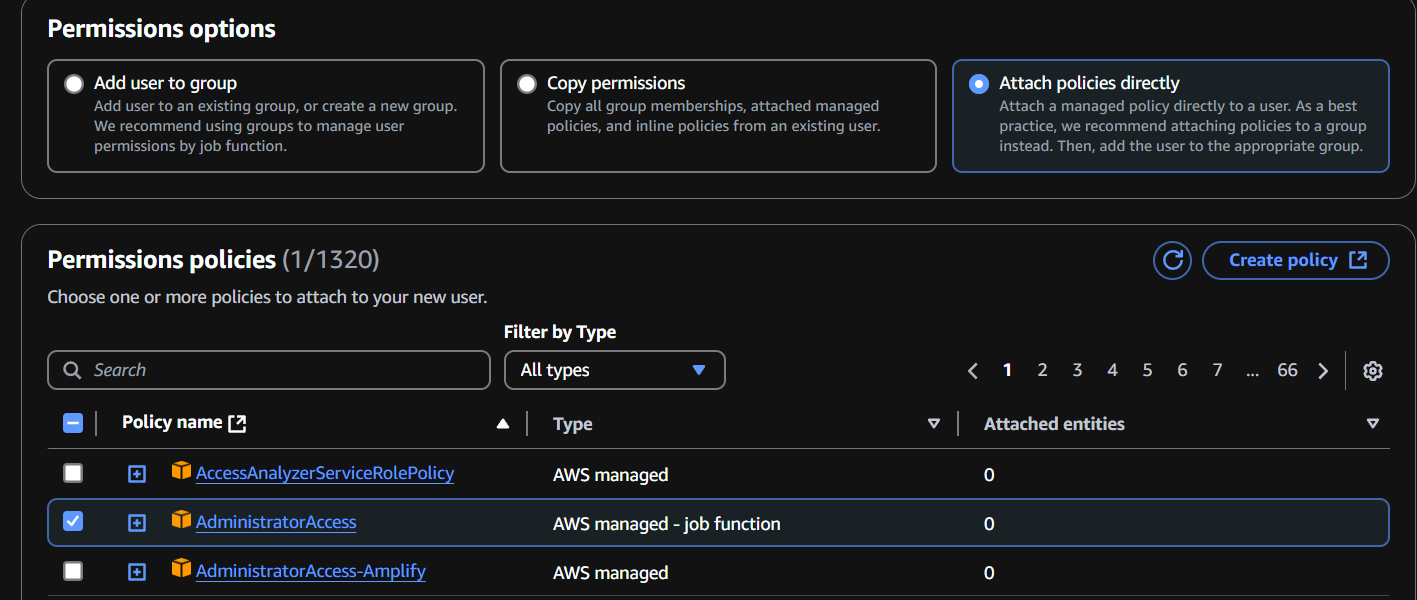 Permissions options
Add user to group
Add user to an existing group, or create a new group.
We recommend using groups to manage user
permissions by job function.
Copy permissions
Copy all group memberships, attached managed
policies, and inline policies from an existing user.
Attach policies directly
Attach a managed policy directly to a user. As a best
practice, we recommend attaching policies to a group
instead. Then, add the user to the appropriate group.
Permissions policies (1/1320)
Create policy
Choose one or more policies to attach to your new user.
Filter by Type
Search
All types
1 2 3 4 5 6 7 ... 66
Policy name Type Attached entities
AccessAnalyzerServiceRolePolicy AWS managed 0
AdministratorAccess AWS managed - job function 0
AdministratorAccess-Amplify AWS managed 0